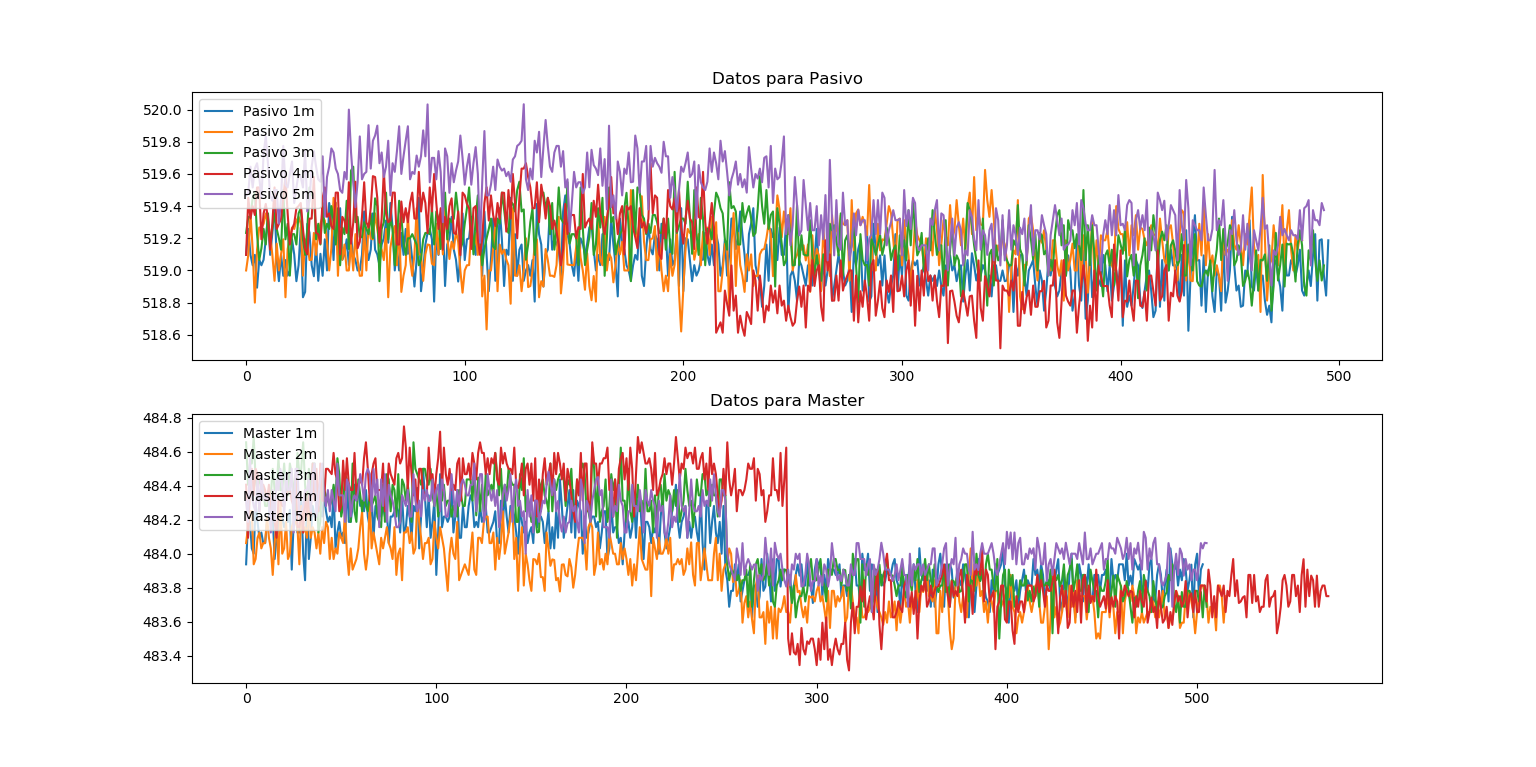 Datos para Pasivo
520.0
519.8
519.6
519.4
519.2
519.0
518.8
518.6
Pasivo 1m
Pasivo 2m
Pasivo 3m
Pasivo 4m
Pasivo 5m
0 100 200 300 400 500
Datos para Master
484.8
484.6
484.4
484.2
484.0
483.8
483.6
483.4
Master 1m
Master 2m
Master 3m
Master 4m
Master 5m
0 100 200 300 400 500